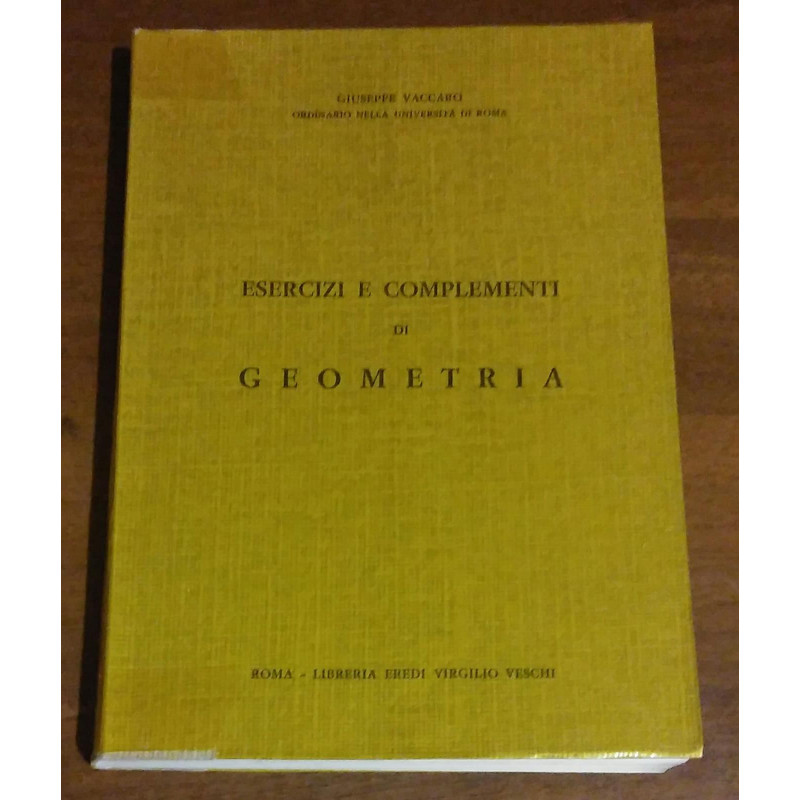 GIUSEPPE VACCARO
ORDINARIO NELLA UNIVERSITÀ DI ROMA
ESERCIZI E COMPLEMENTI
DI
GEOMETRIA
ROMA - LIBRERIA EREDI VIRGILIO VESCHI